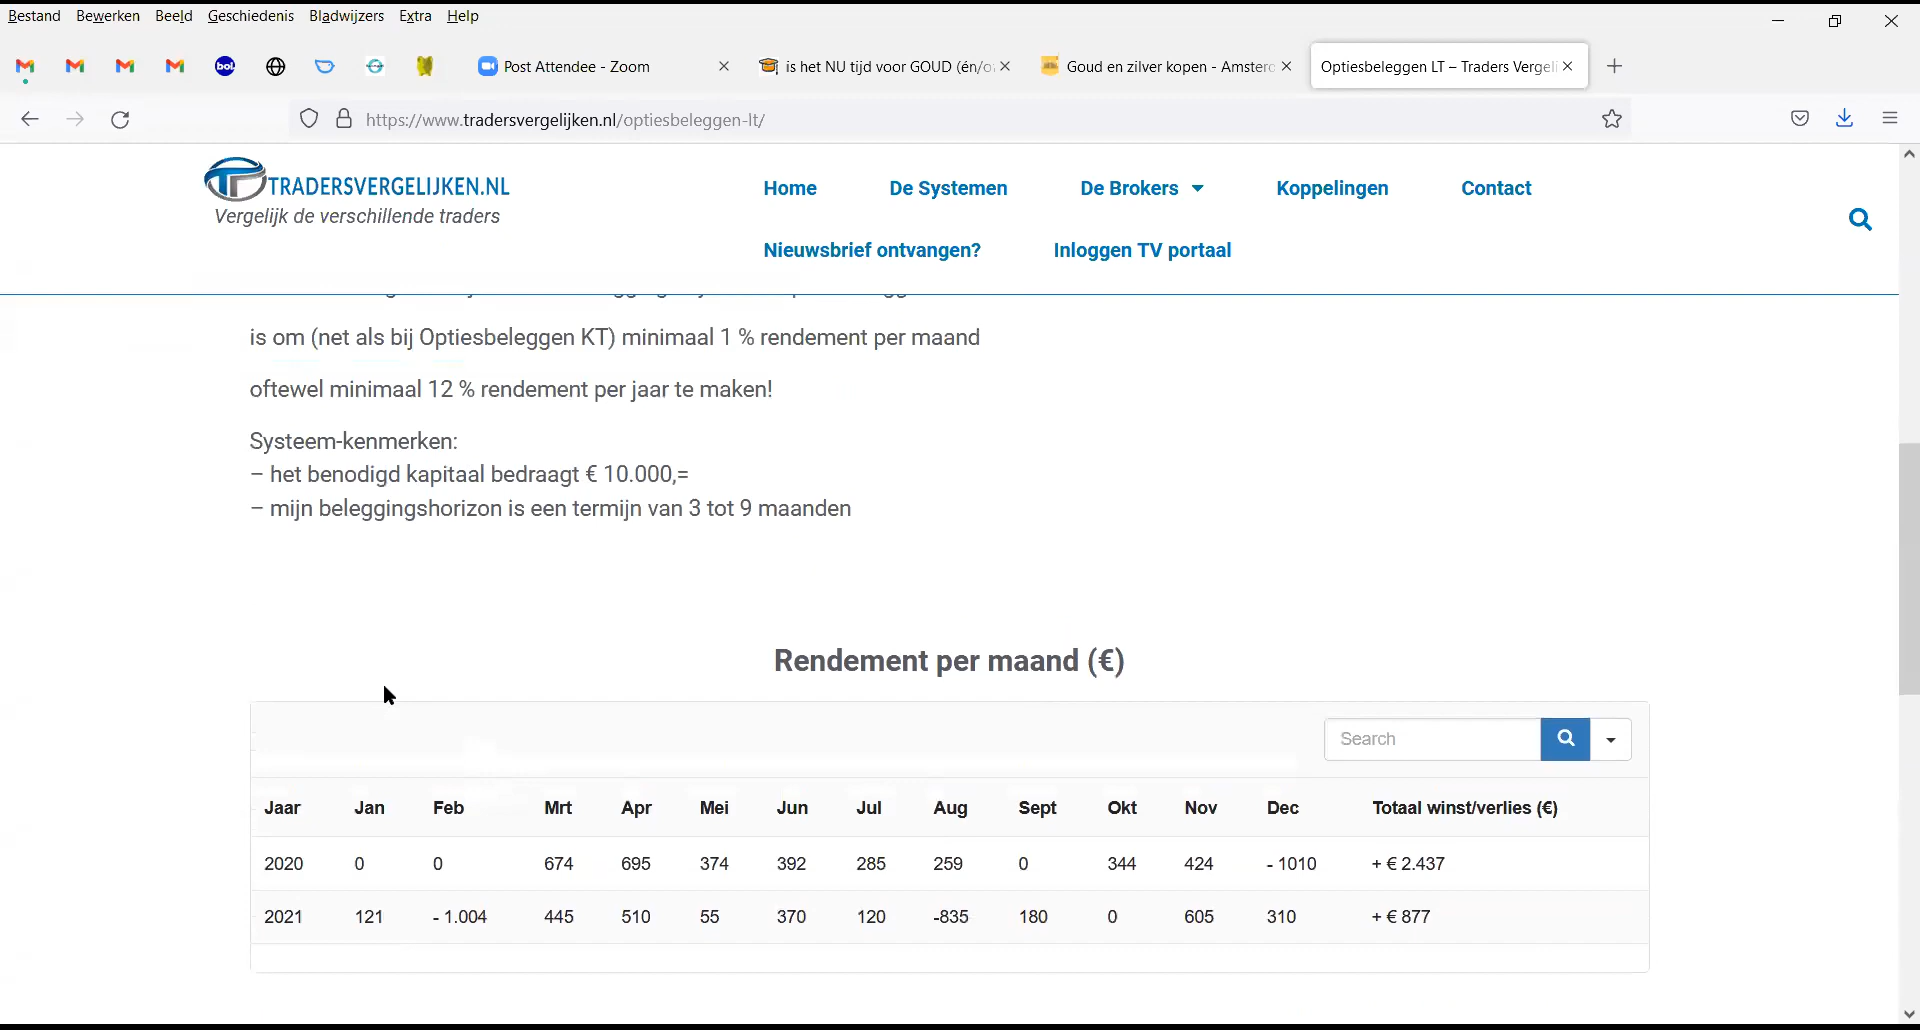 Bestand Bewerken Beeld Geschiedenis Bladwijzers Extra Help
bol. Post Attendee - Zoom is het NU tijd voor GOUD (én/o Goud en zilver kopen - Amster Optiesbeleggen LT – Traders Vergeli
https://www.tradersvergelijken.nl/optiesbeleggen-lt/
TRADERSVERGELIJKEN.NL
Vergelijk de verschillende traders
Home De Systemen De Brokers Koppelingen Contact
Nieuwsbrief ontvangen? Inloggen TV portaal
is om (net als bij Optiesbeleggen KT) minimaal 1 % rendement per maand
oftewel minimaal 12 % rendement per jaar te maken!
Systeem-kenmerken:
– het benodigd kapitaal bedraagt € 10.000,=
– mijn beleggingshorizon is een termijn van 3 tot 9 maanden
Rendement per maand (€)
Search
Jaar Jan Feb Mrt Apr Mei Jun Jul Aug Sept Okt Nov Dec Totaal winst/verlies (€)
2020 0 0 674 695 374 392 285 259 0 344 424 - 1010 + € 2.437
2021 121 - 1.004 445 510 55 370 120 -835 180 0 605 310 + € 877